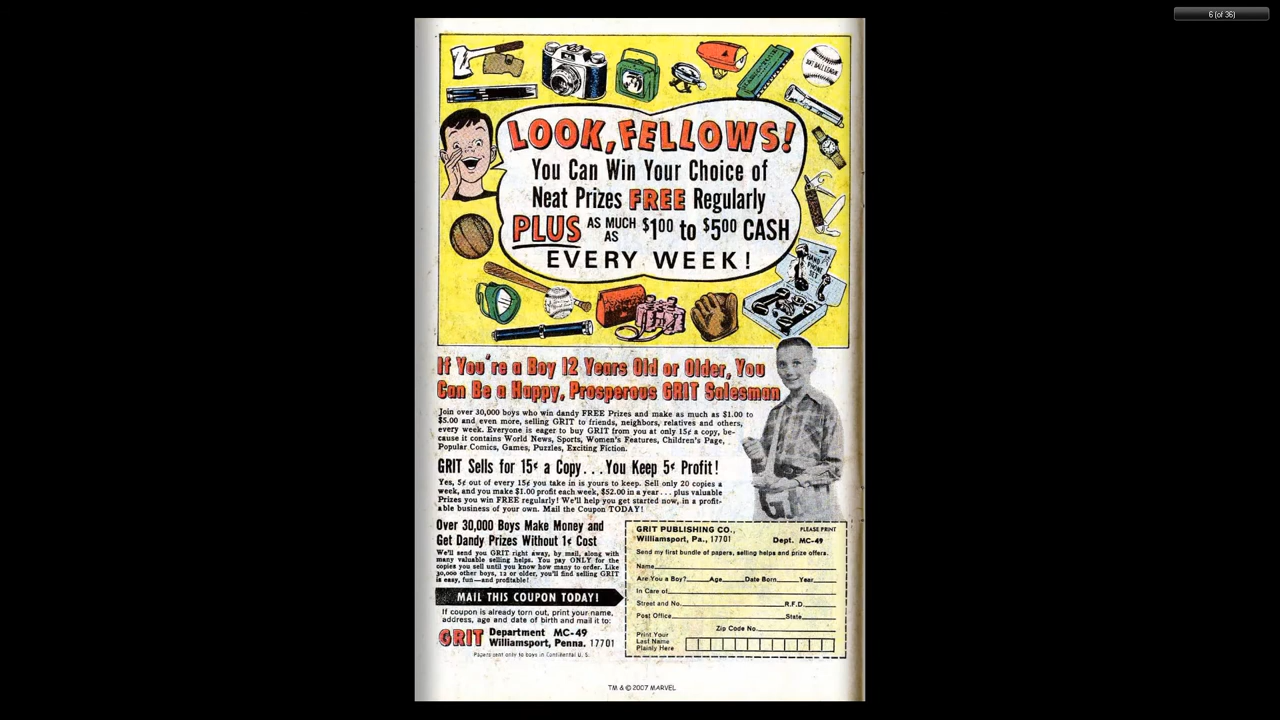 6 (of 36)
LOOK, FELLOWS!
You Can Win Your Choice of
Neat Prizes FREE Regularly
PLUS AS MUCH AS $1.00 to $5.00 CASH
EVERY WEEK!
HAND PHONE SET
If You're a Boy 12 Years Old or Older, You
Can Be a Happy, Prosperous GRIT Salesman
Join over 30,000 boys who win dandy FREE Prizes and make as much as $1.00 to
$5.00 and even more, selling GRIT to friends, neighbors, relatives and others,
every week. Everyone is eager to buy GRIT from you at only 15¢ a copy, be-
cause it contains World News, Sports, Women's Features, Children's Page,
Popular Comics, Games, Puzzles, Exciting Fiction.
GRIT Sells for 15¢ a Copy...You Keep 5¢ Profit!
Yes, 5¢ out of every 15¢ you take in is yours to keep. Sell only 20 copies a
week, and you make $1.00 profit each week, $52.00 in a year... plus valuable
Prizes you win FREE regularly! We'll help you get started now, in a profit-
able business of your own. Mail the Coupon TODAY!
Over 30,000 Boys Make Money and
Get Dandy Prizes Without 1¢ Cost
We'll send you GRIT right away, by mail, along with
many valuable selling helps. You pay ONLY for the
copies you sell until you know how many to order. Like
30,000 other boys, 12 or older, you'll find selling GRIT
is easy, fun—and profitable!
MAIL THIS COUPON TODAY!
If coupon is already torn out, print your name,
address, age and date of birth and mail it to:
GRIT Department MC-49
Williamsport, Penna. 17701
Papers sent only to boys in Continental U. S.
GRIT PUBLISHING CO., PLEASE PRINT
Williamsport, Pa., 17701 Dept. MC-49
Send my first bundle of papers, selling helps and prize offers.
Name
Are You a Boy? Age Date Born Year
In Care of
Street and No. R.F.D.
Post Office State
Zip Code No.
Print Your
Last Name
Plainly Here
TM & © 2007 MARVEL